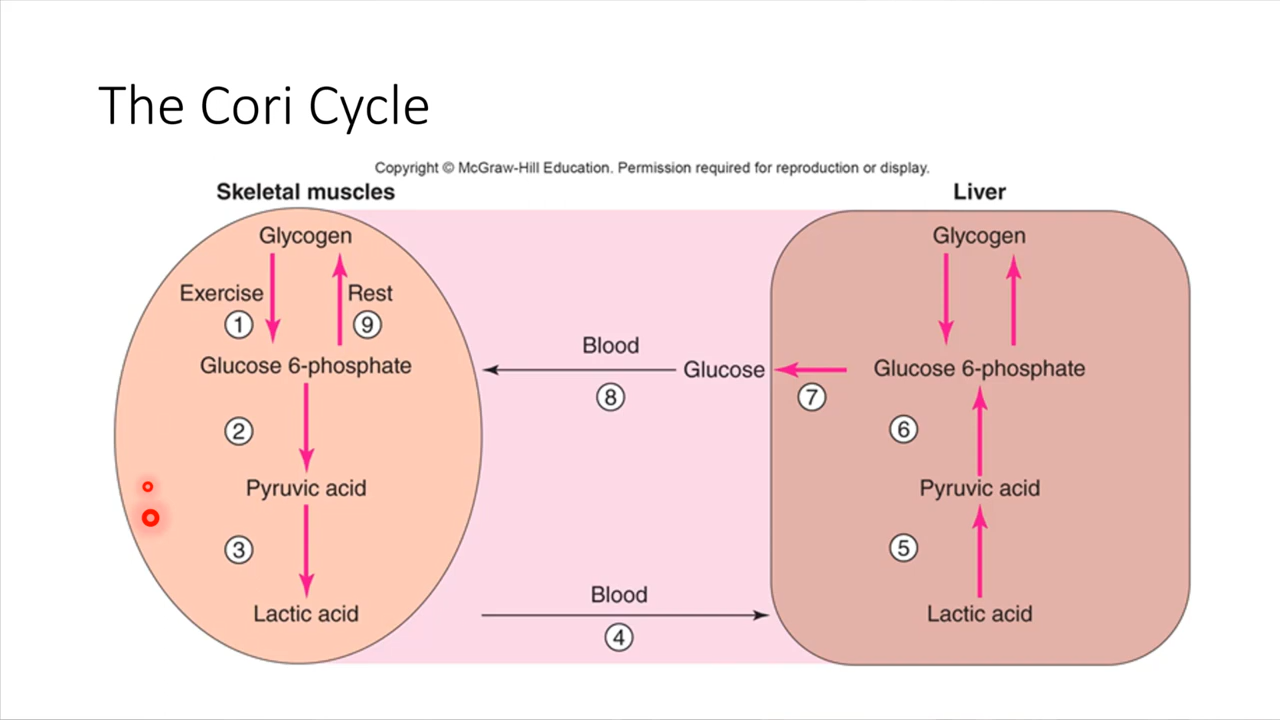 The Cori Cycle
Copyright © McGraw-Hill Education. Permission required for reproduction or display.
Skeletal muscles
Glycogen
Exercise
Rest
1
9
Glucose 6-phosphate
2
Pyruvic acid
3
Lactic acid
Blood
Glucose
8
Blood
4
Liver
Glycogen
Glucose 6-phosphate
7
6
Pyruvic acid
5
Lactic acid